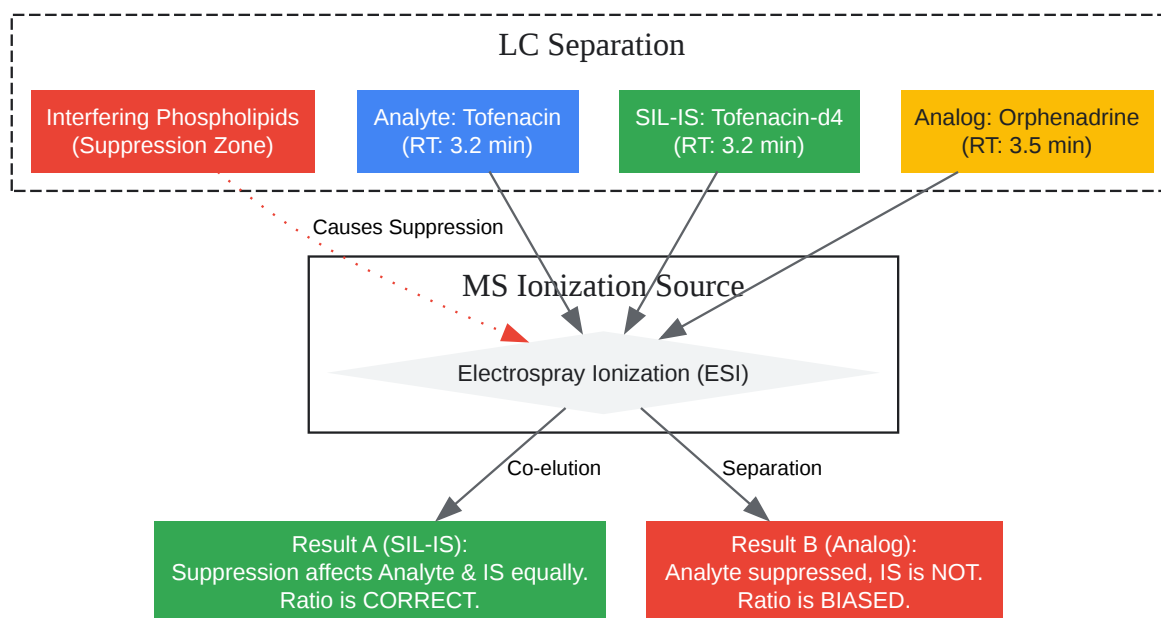 LC Separation
Interfering Phospholipids
(Suppression Zone)
Analyte: Tofenacin
(RT: 3.2 min)
SIL-IS: Tofenacin-d4
(RT: 3.2 min)
Analog: Orphenadrine
(RT: 3.5 min)
Causes Suppression
MS Ionization Source
Electrospray Ionization (ESI)
Co-elution
Separation
Result A (SIL-IS):
Suppression affects Analyte & IS equally.
Ratio is CORRECT.
Result B (Analog):
Analyte suppressed, IS is NOT.
Ratio is BIASED.